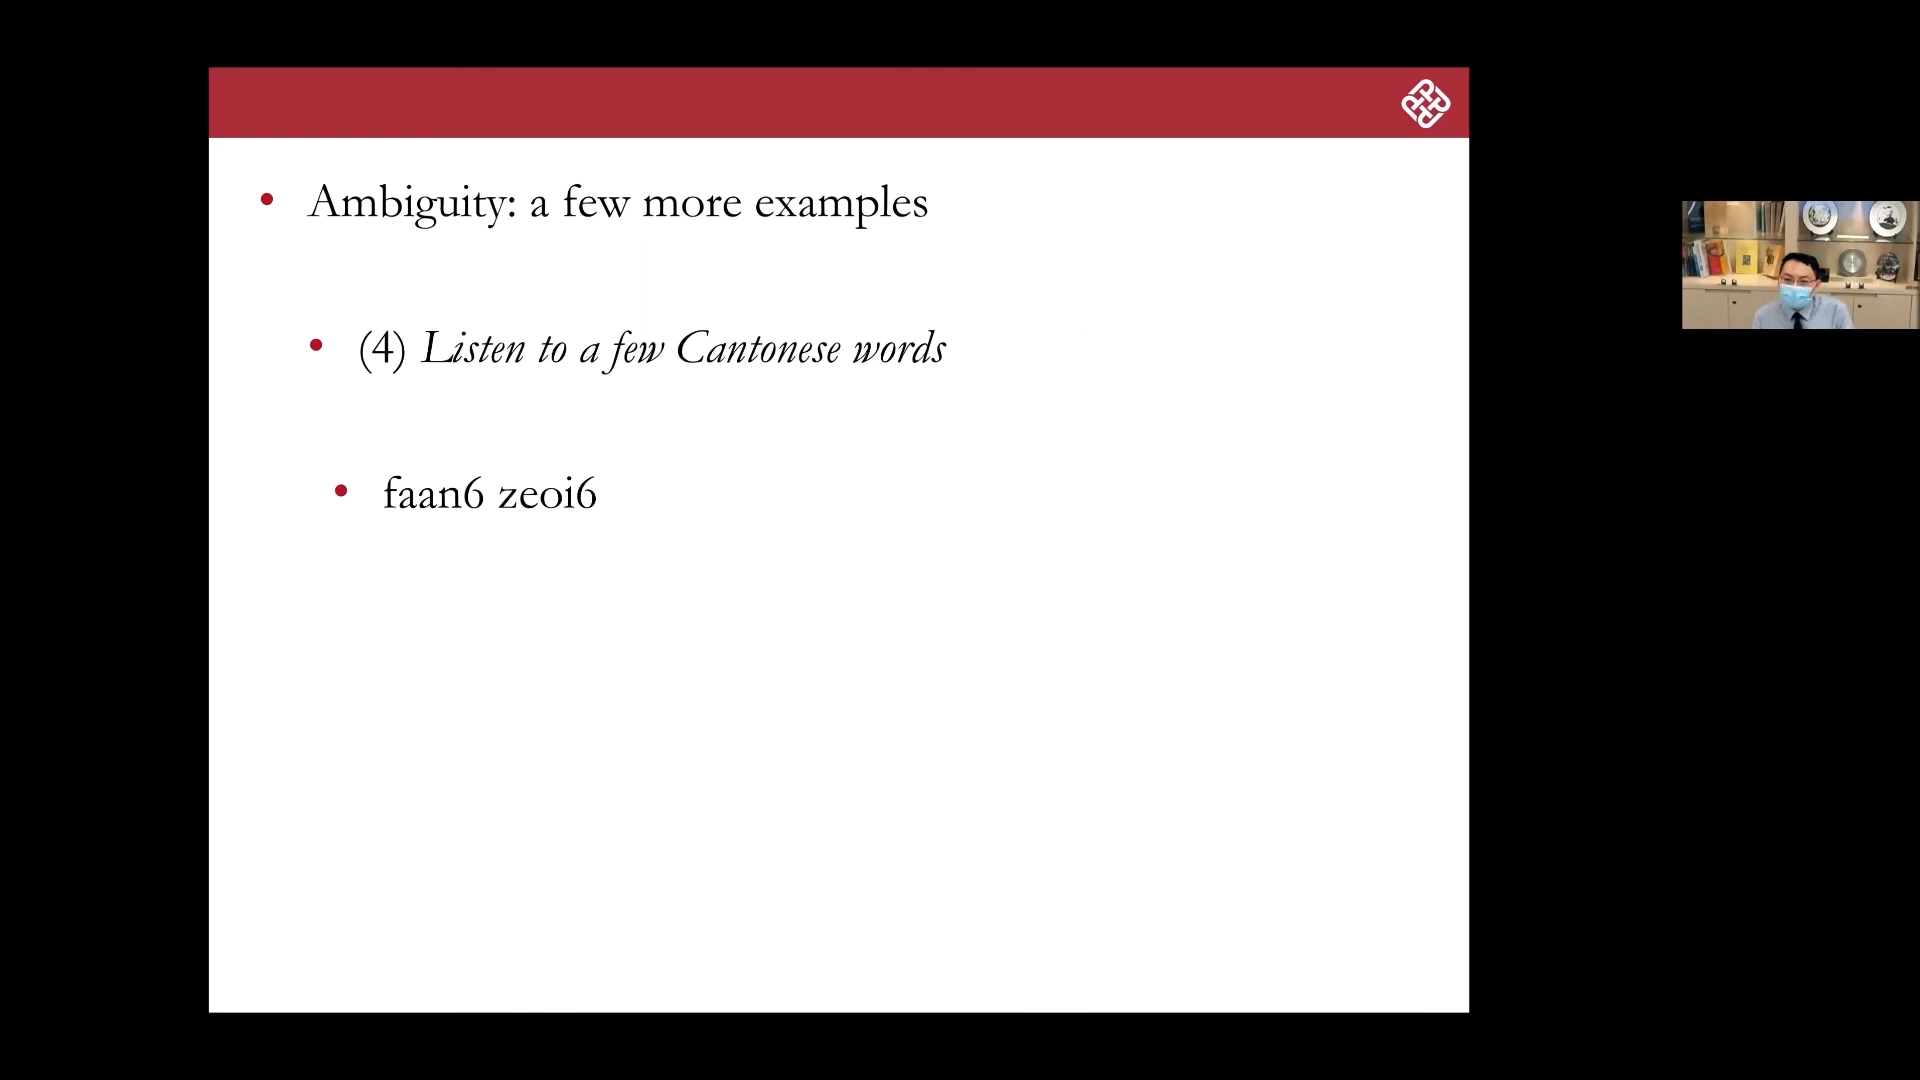 Ambiguity: a few more examples
(4) Listen to a few Cantonese words
faan6 zeoi6